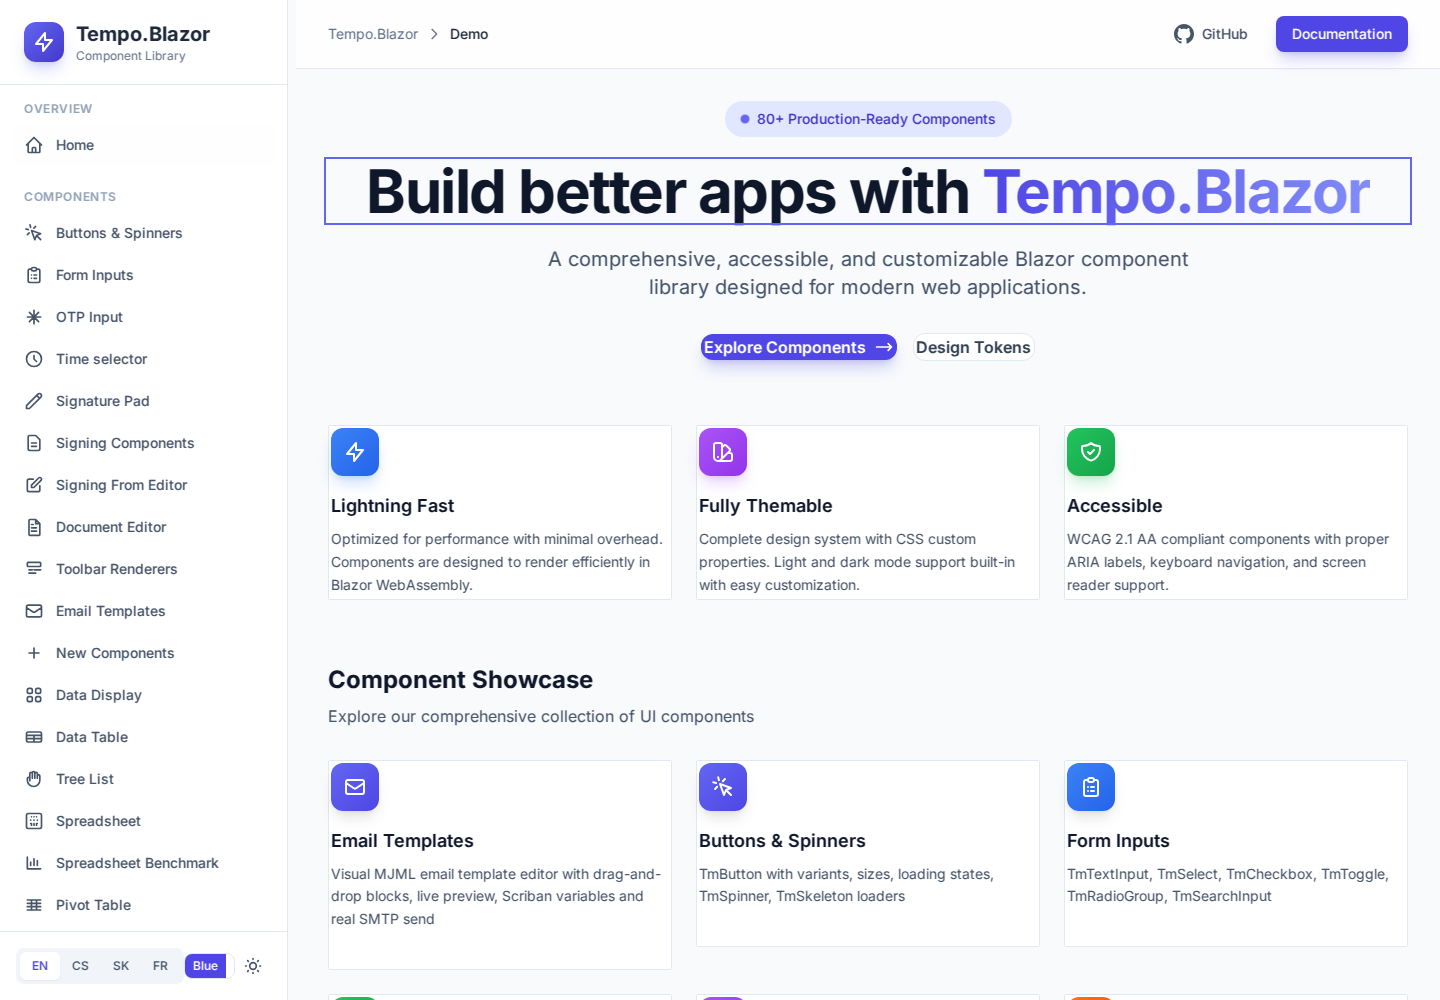 Tempo.Blazor
Component Library
OVERVIEW
Home
COMPONENTS
Buttons & Spinners
Form Inputs
OTP Input
Time selector
Signature Pad
Signing Components
Signing From Editor
Document Editor
Toolbar Renderers
Email Templates
New Components
Data Display
Data Table
Tree List
Spreadsheet
Spreadsheet Benchmark
Pivot Table
EN CS SK FR Blue
Tempo.Blazor > Demo
GitHub
Documentation
80+ Production-Ready Components
Build better apps with Tempo.Blazor
A comprehensive, accessible, and customizable Blazor component
library designed for modern web applications.
Explore Components →
Design Tokens
Lightning Fast
Optimized for performance with minimal overhead.
Components are designed to render efficiently in
Blazor WebAssembly.
Fully Themable
Complete design system with CSS custom
properties. Light and dark mode support built-in
with easy customization.
Accessible
WCAG 2.1 AA compliant components with proper
ARIA labels, keyboard navigation, and screen
reader support.
Component Showcase
Explore our comprehensive collection of UI components
Email Templates
Visual MJML email template editor with drag-and-
drop blocks, live preview, Scriban variables and
real SMTP send
Buttons & Spinners
TmButton with variants, sizes, loading states,
TmSpinner, TmSkeleton loaders
Form Inputs
TmTextInput, TmSelect, TmCheckbox, TmToggle,
TmRadioGroup, TmSearchInput